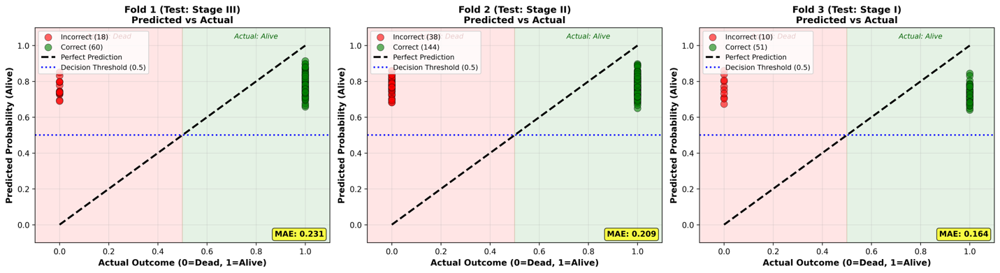 Fold 1 (Test: Stage III)
Predicted vs Actual
Incorrect (18)
Correct (60)
Perfect Prediction
Decision Threshold (0.5)
Dead
Actual: Alive
Predicted Probability (Alive)
1.0
0.8
0.6
0.4
0.2
0.0
MAE: 0.231
0.0 0.2 0.4 0.6 0.8 1.0
Actual Outcome (0=Dead, 1=Alive)
Fold 2 (Test: Stage II)
Predicted vs Actual
Incorrect (38)
Correct (144)
Perfect Prediction
Decision Threshold (0.5)
Dead
Actual: Alive
Predicted Probability (Alive)
1.0
0.8
0.6
0.4
0.2
0.0
MAE: 0.209
0.0 0.2 0.4 0.6 0.8 1.0
Actual Outcome (0=Dead, 1=Alive)
Fold 3 (Test: Stage I)
Predicted vs Actual
Incorrect (10)
Correct (51)
Perfect Prediction
Decision Threshold (0.5)
Dead
Actual: Alive
Predicted Probability (Alive)
1.0
0.8
0.6
0.4
0.2
0.0
MAE: 0.164
0.0 0.2 0.4 0.6 0.8 1.0
Actual Outcome (0=Dead, 1=Alive)